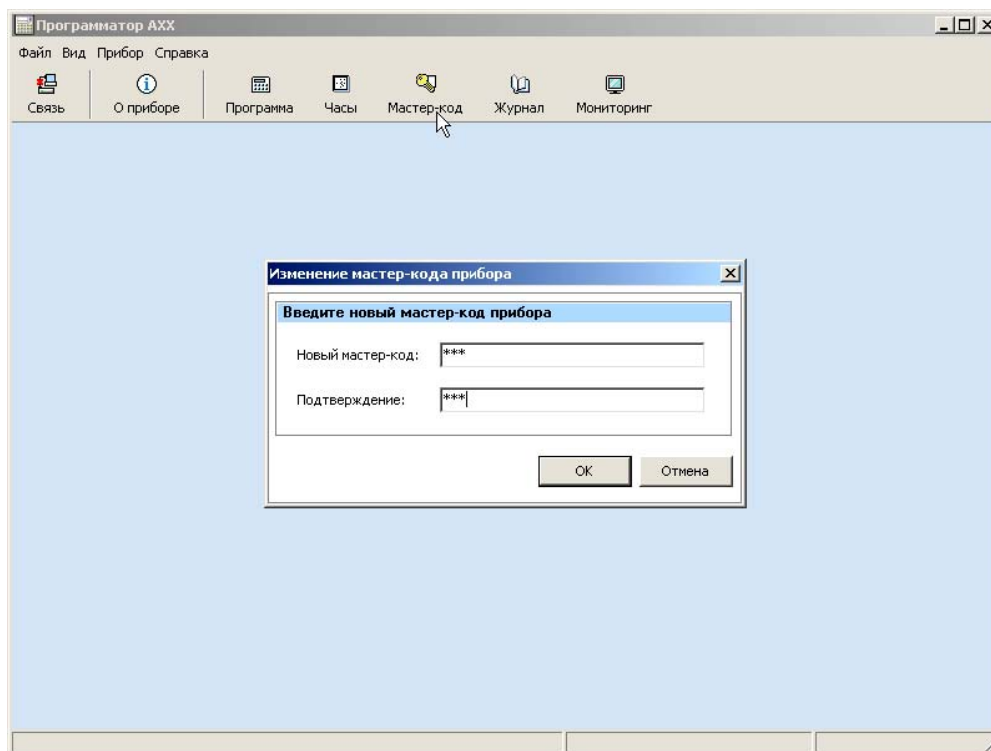 Программатор AXX
Файл Вид Прибор Справка
Связь О приборе Программа Часы Мастер-код Журнал Мониторинг
Изменение мастер-кода прибора
Введите новый мастер-код прибора
Новый мастер-код: ***
Подтверждение: ***
OK Отмена